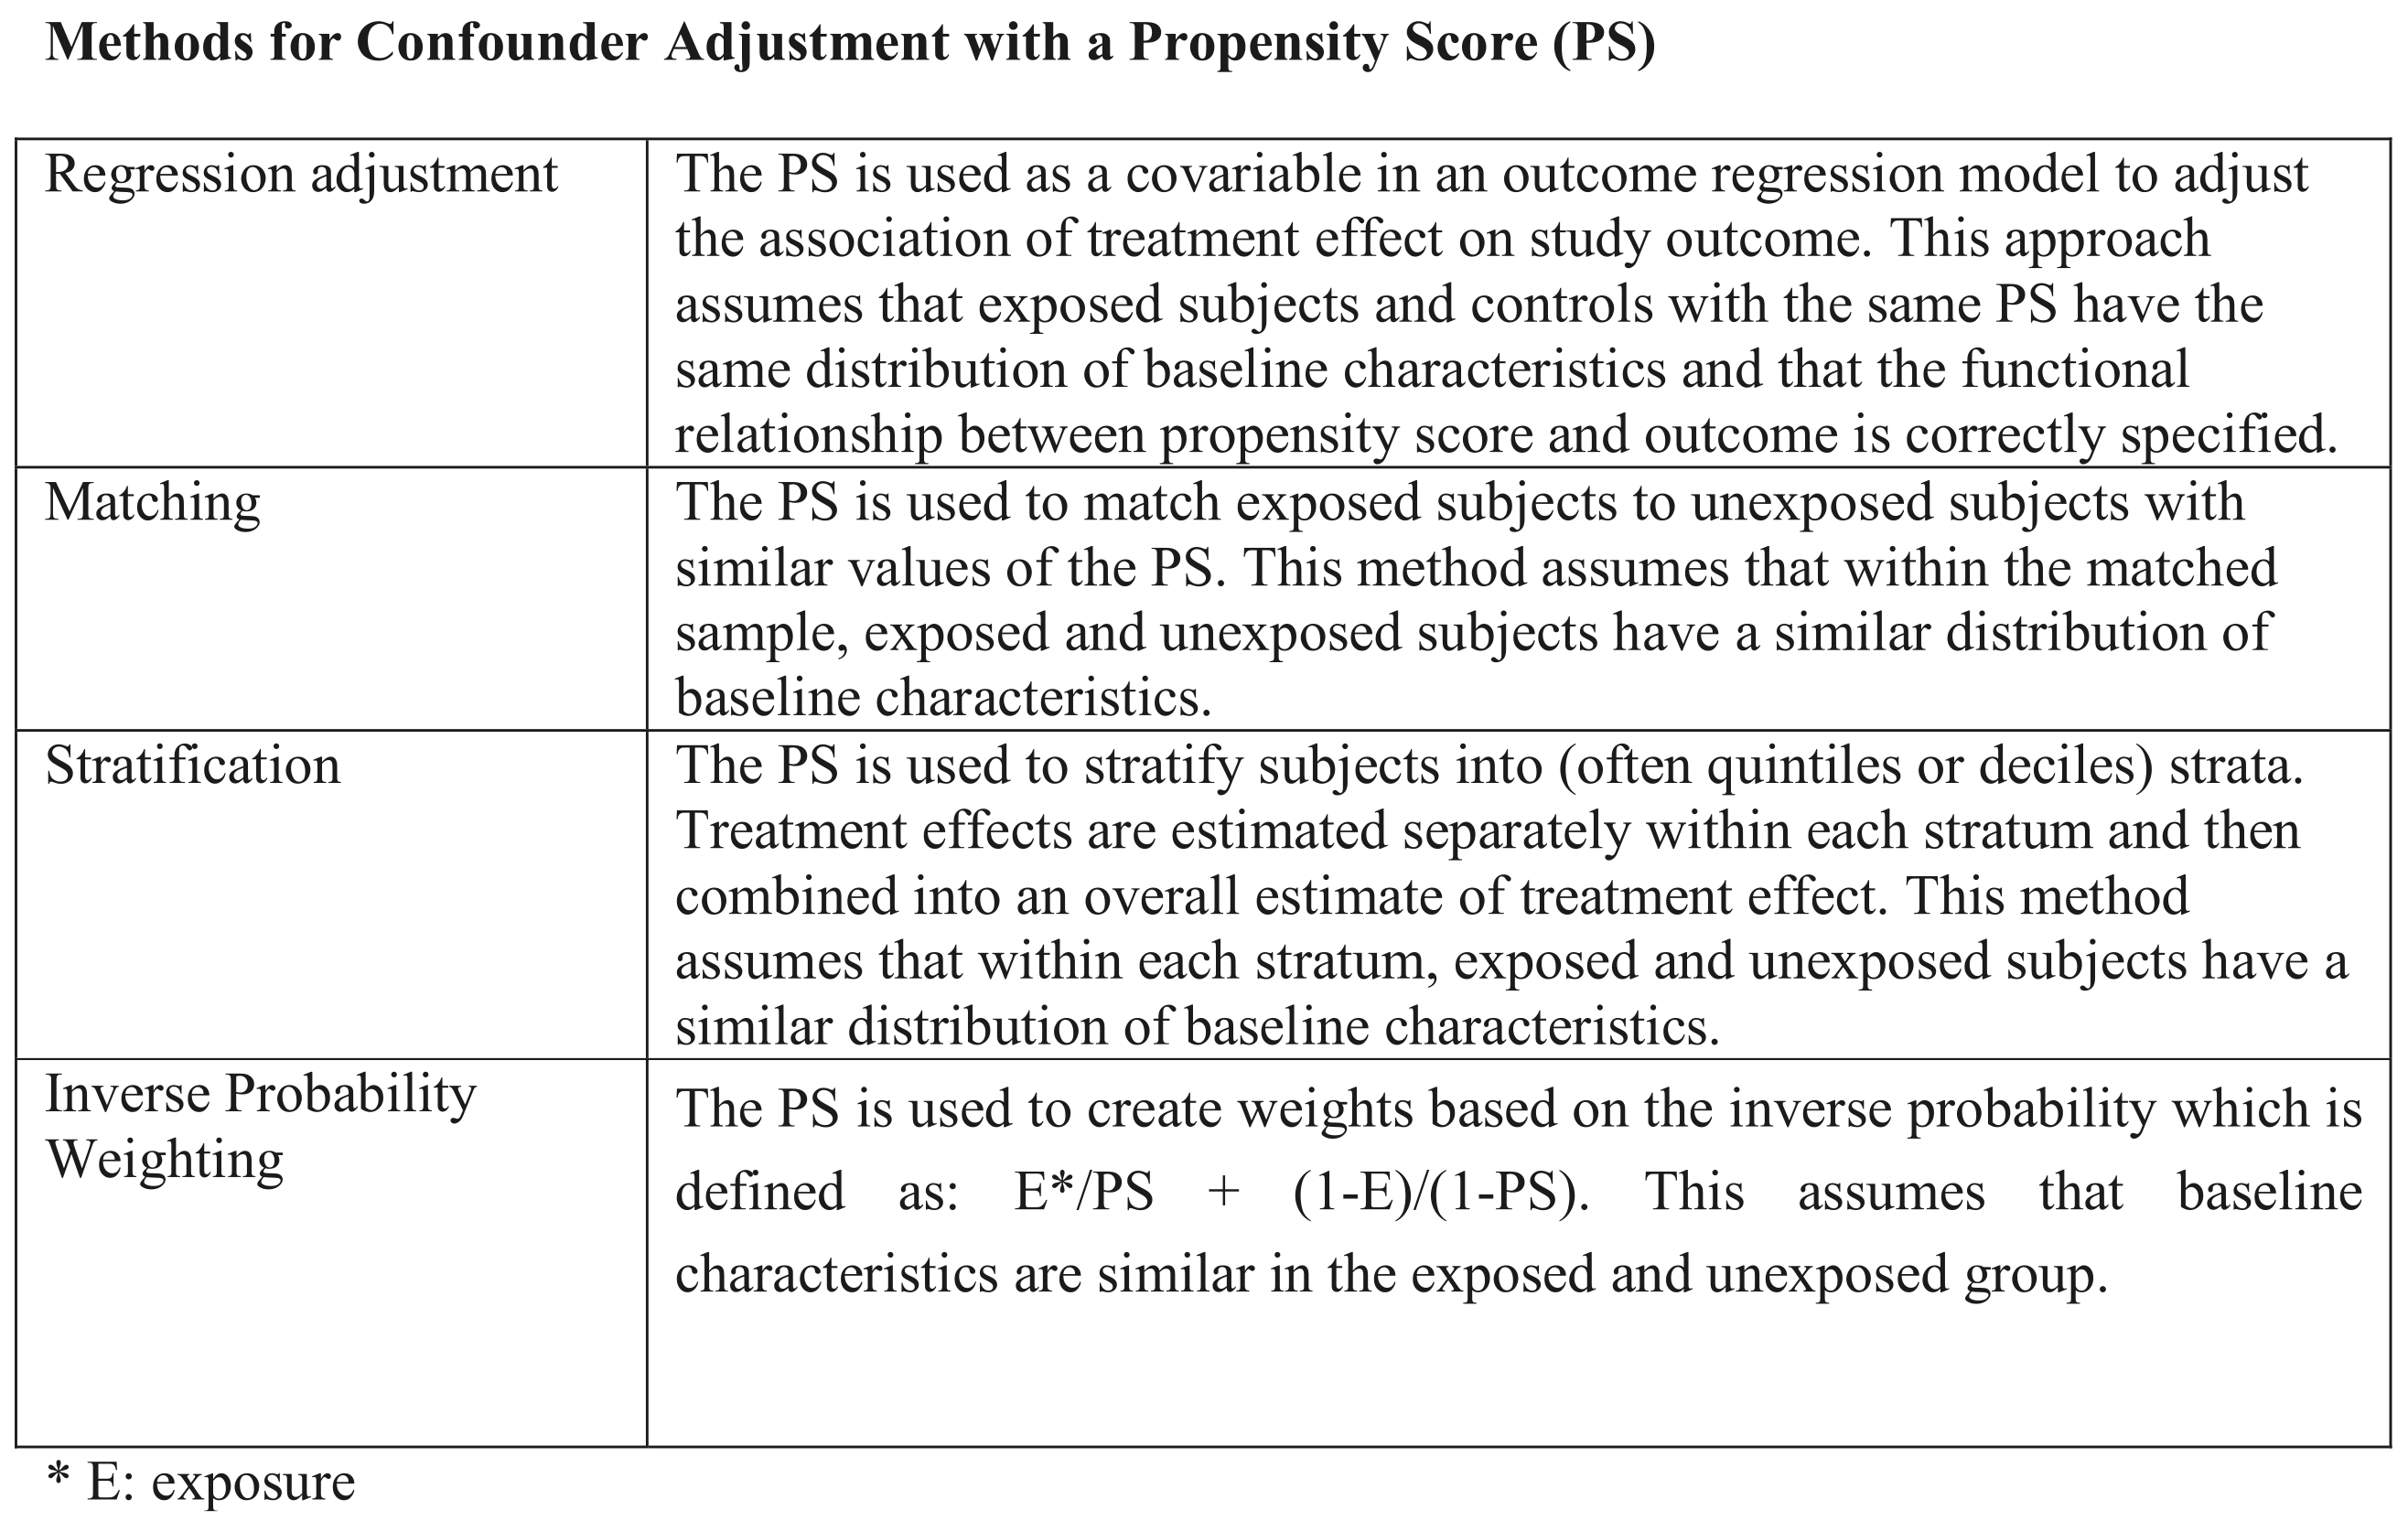 Methods for Confounder Adjustment with a Propensity Score (PS)
Regression adjustment
The PS is used as a covariable in an outcome regression model to adjust
the association of treatment effect on study outcome. This approach
assumes that exposed subjects and controls with the same PS have the
same distribution of baseline characteristics and that the functional
relationship between propensity score and outcome is correctly specified.
Matching
The PS is used to match exposed subjects to unexposed subjects with
similar values of the PS. This method assumes that within the matched
sample, exposed and unexposed subjects have a similar distribution of
baseline characteristics.
Stratification
The PS is used to stratify subjects into (often quintiles or deciles) strata.
Treatment effects are estimated separately within each stratum and then
combined into an overall estimate of treatment effect. This method
assumes that within each stratum, exposed and unexposed subjects have a
similar distribution of baseline characteristics.
Inverse Probability
Weighting
The PS is used to create weights based on the inverse probability which is
defined as: E*/PS + (1-E)/(1-PS). This assumes that baseline
characteristics are similar in the exposed and unexposed group.
* E: exposure